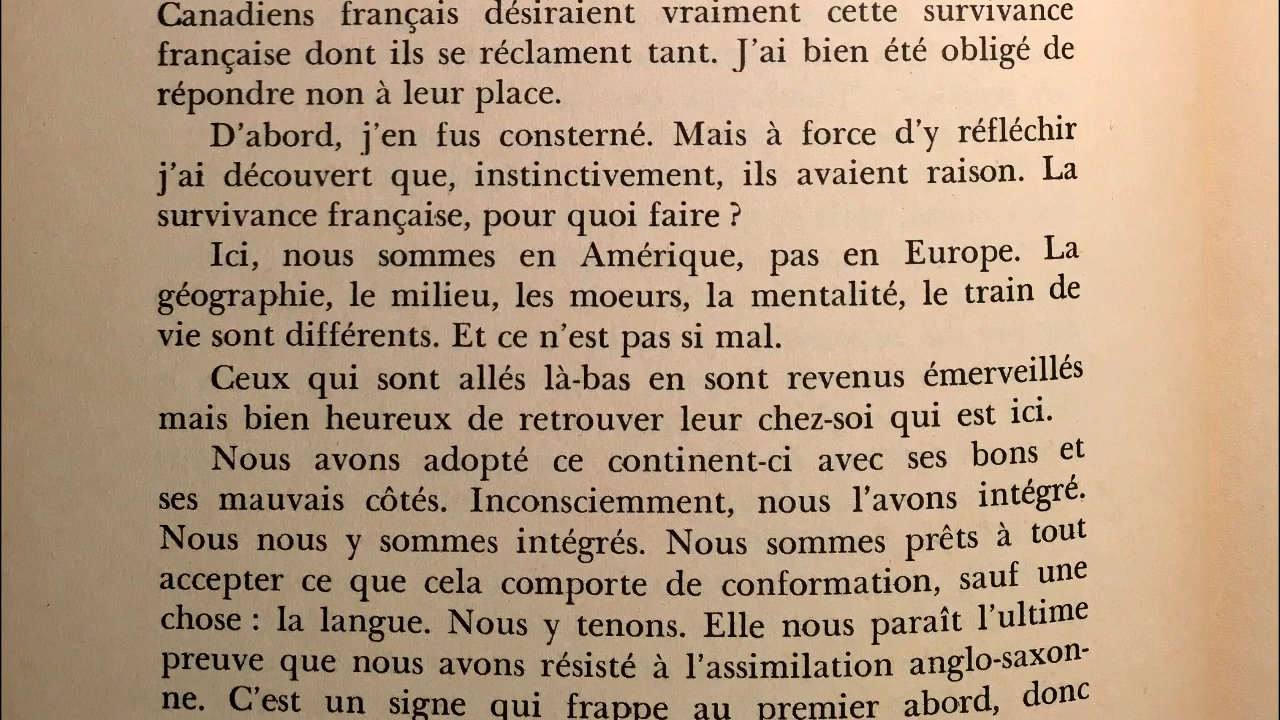 Canadiens français désiraient vraiment cette survivance
française dont ils se réclament tant. J'ai bien été obligé de
répondre non à leur place.
D'abord, j'en fus consterné. Mais à force d'y réfléchir
j'ai découvert que, instinctivement, ils avaient raison. La
survivance française, pour quoi faire ?
Ici, nous sommes en Amérique, pas en Europe. La
géographie, le milieu, les moeurs, la mentalité, le train de
vie sont différents. Et ce n'est pas si mal.
Ceux qui sont allés là-bas en sont revenus émerveillés
mais bien heureux de retrouver leur chez-soi qui est ici.
Nous avons adopté ce continent-ci avec ses bons et
ses mauvais côtés. Inconsciemment, nous l'avons intégré.
Nous nous y sommes intégrés. Nous sommes prêts à tout
accepter ce que cela comporte de conformation, sauf une
chose : la langue. Nous y tenons. Elle nous paraît l'ultime
preuve que nous avons résisté à l'assimilation anglo-saxon-
ne. C'est un signe qui frappe au premier abord, donc